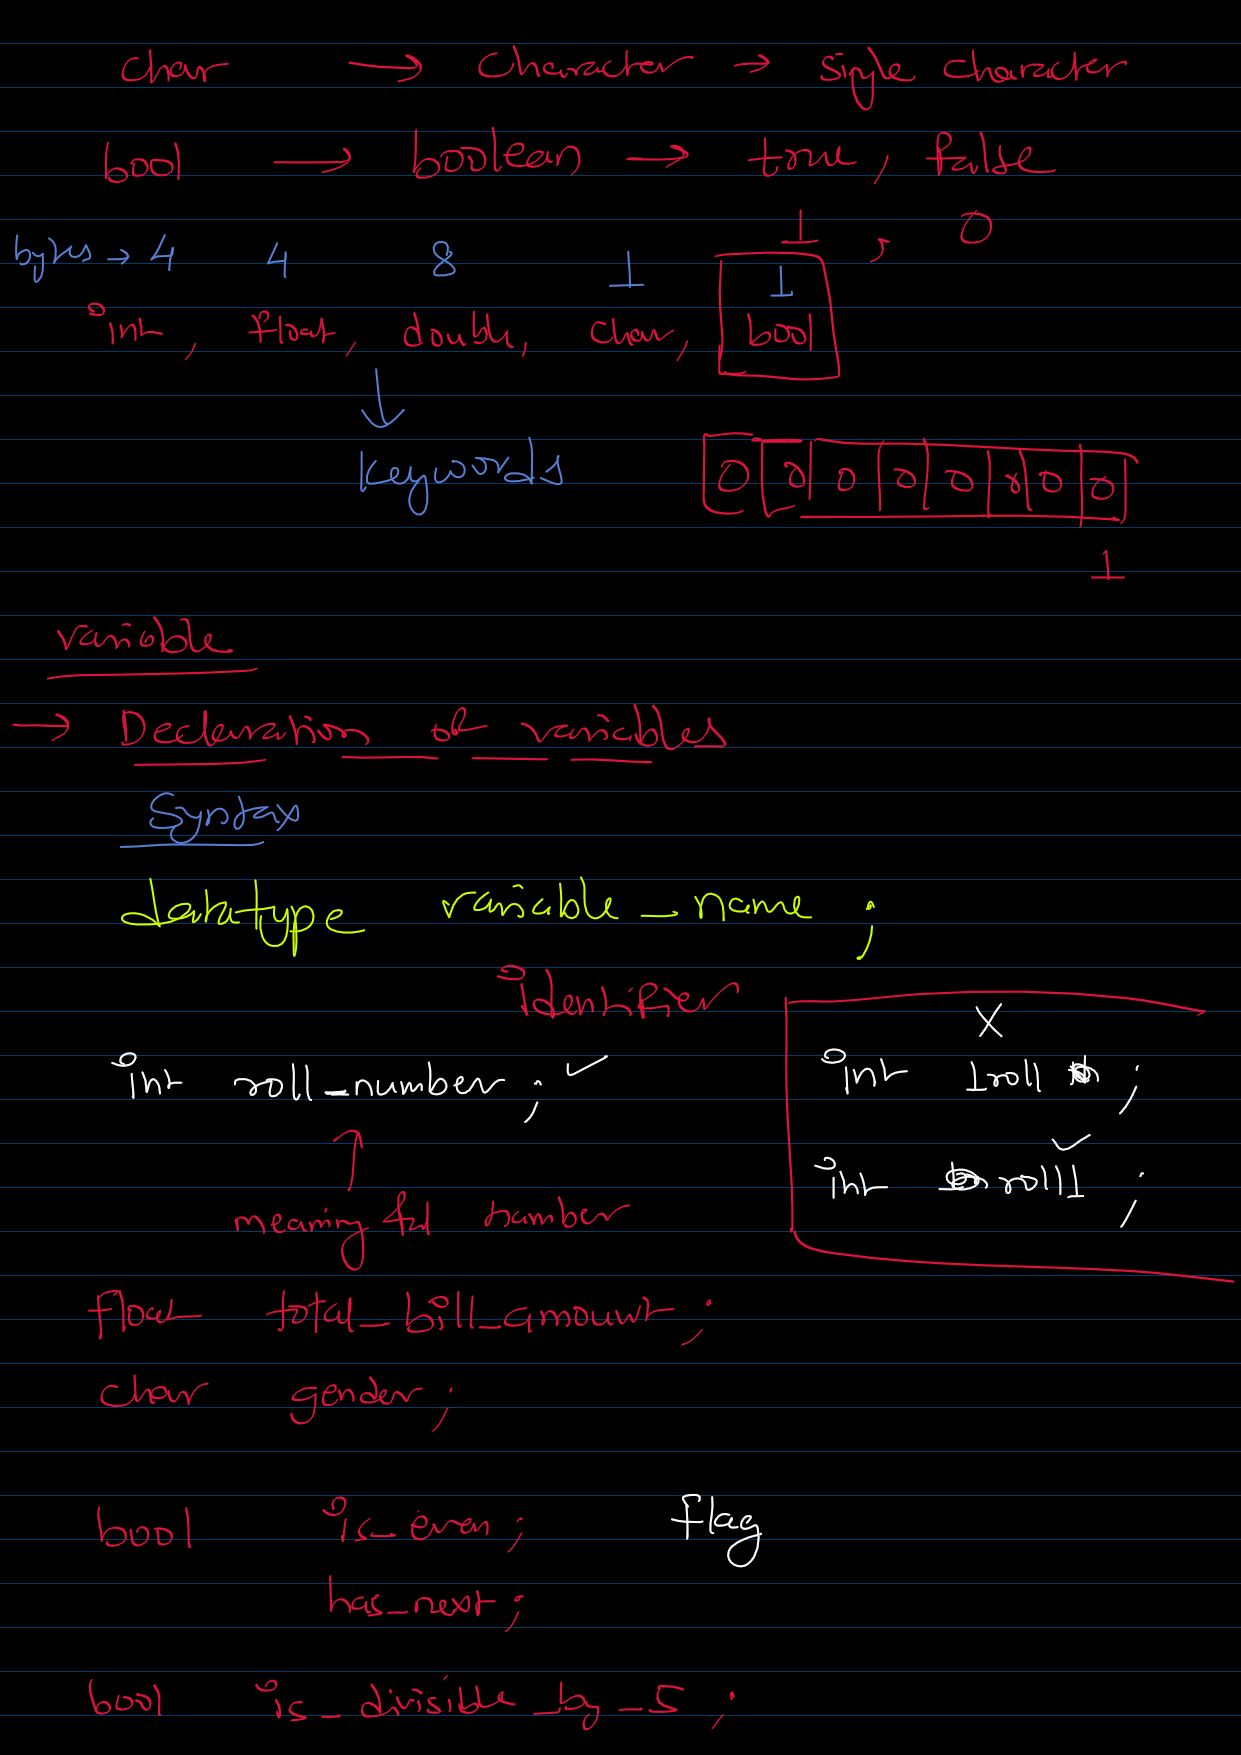 char → character → single character
bool → boolean → true, false
1 , 0
bytes → 4 4 8 1 1
int, float, double, char, bool
↓
keywords
0 0 0 0 0 0 0 0
1
variable
→ Declaration of variables
Syntax
datatype variable_name ;
identifier
int roll_number ; ✓
↑
meaningful number
X
int 1roll ;
✓
int roll1 ;
float total_bill_amount ;
char gender ;
bool is_even ; flag
has_next ;
bool is_divisible_by_5 ;